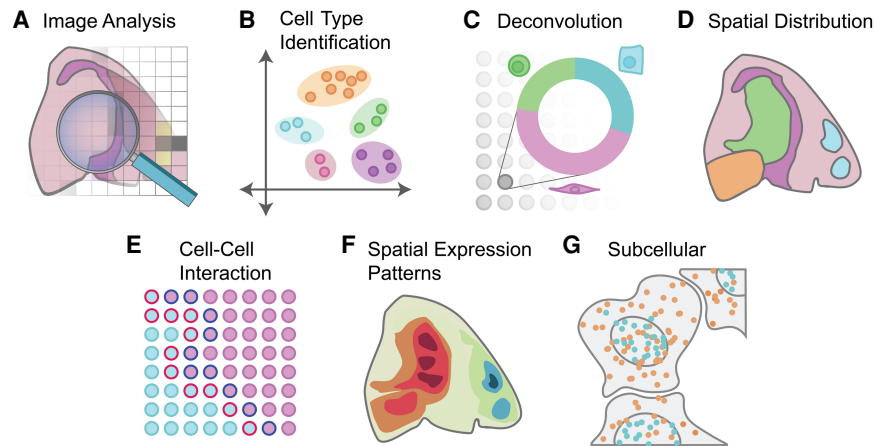 A Image Analysis
B Cell Type
Identification
C Deconvolution
D Spatial Distribution
E Cell-Cell
Interaction
F Spatial Expression
Patterns
G Subcellular